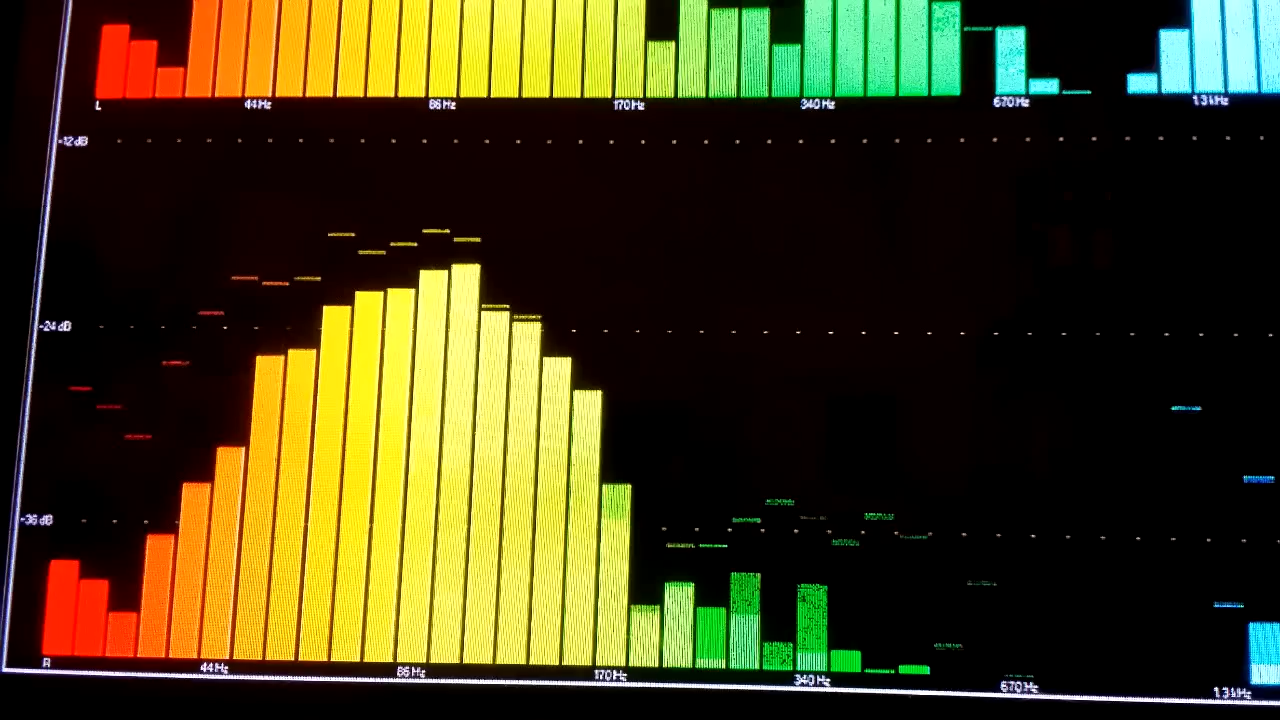 L 44 Hz 86 Hz 170 Hz 340 Hz 670 Hz 1.3 kHz
-12 dB
-24 dB
-36 dB
R 44 Hz 86 Hz 170 Hz 340 Hz 670 Hz 1.3 kHz